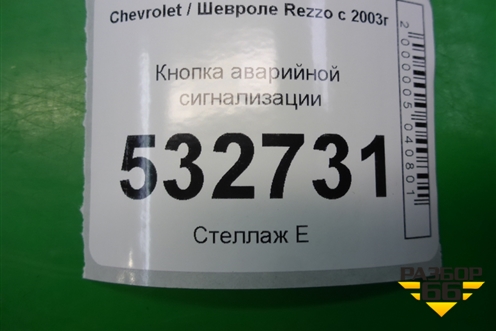 Chevrolet / Шевроле Rezzo с 2003г
Кнопка аварийной
сигнализации
532731
Стеллаж Е
2000005040801
РАЗБОР
66